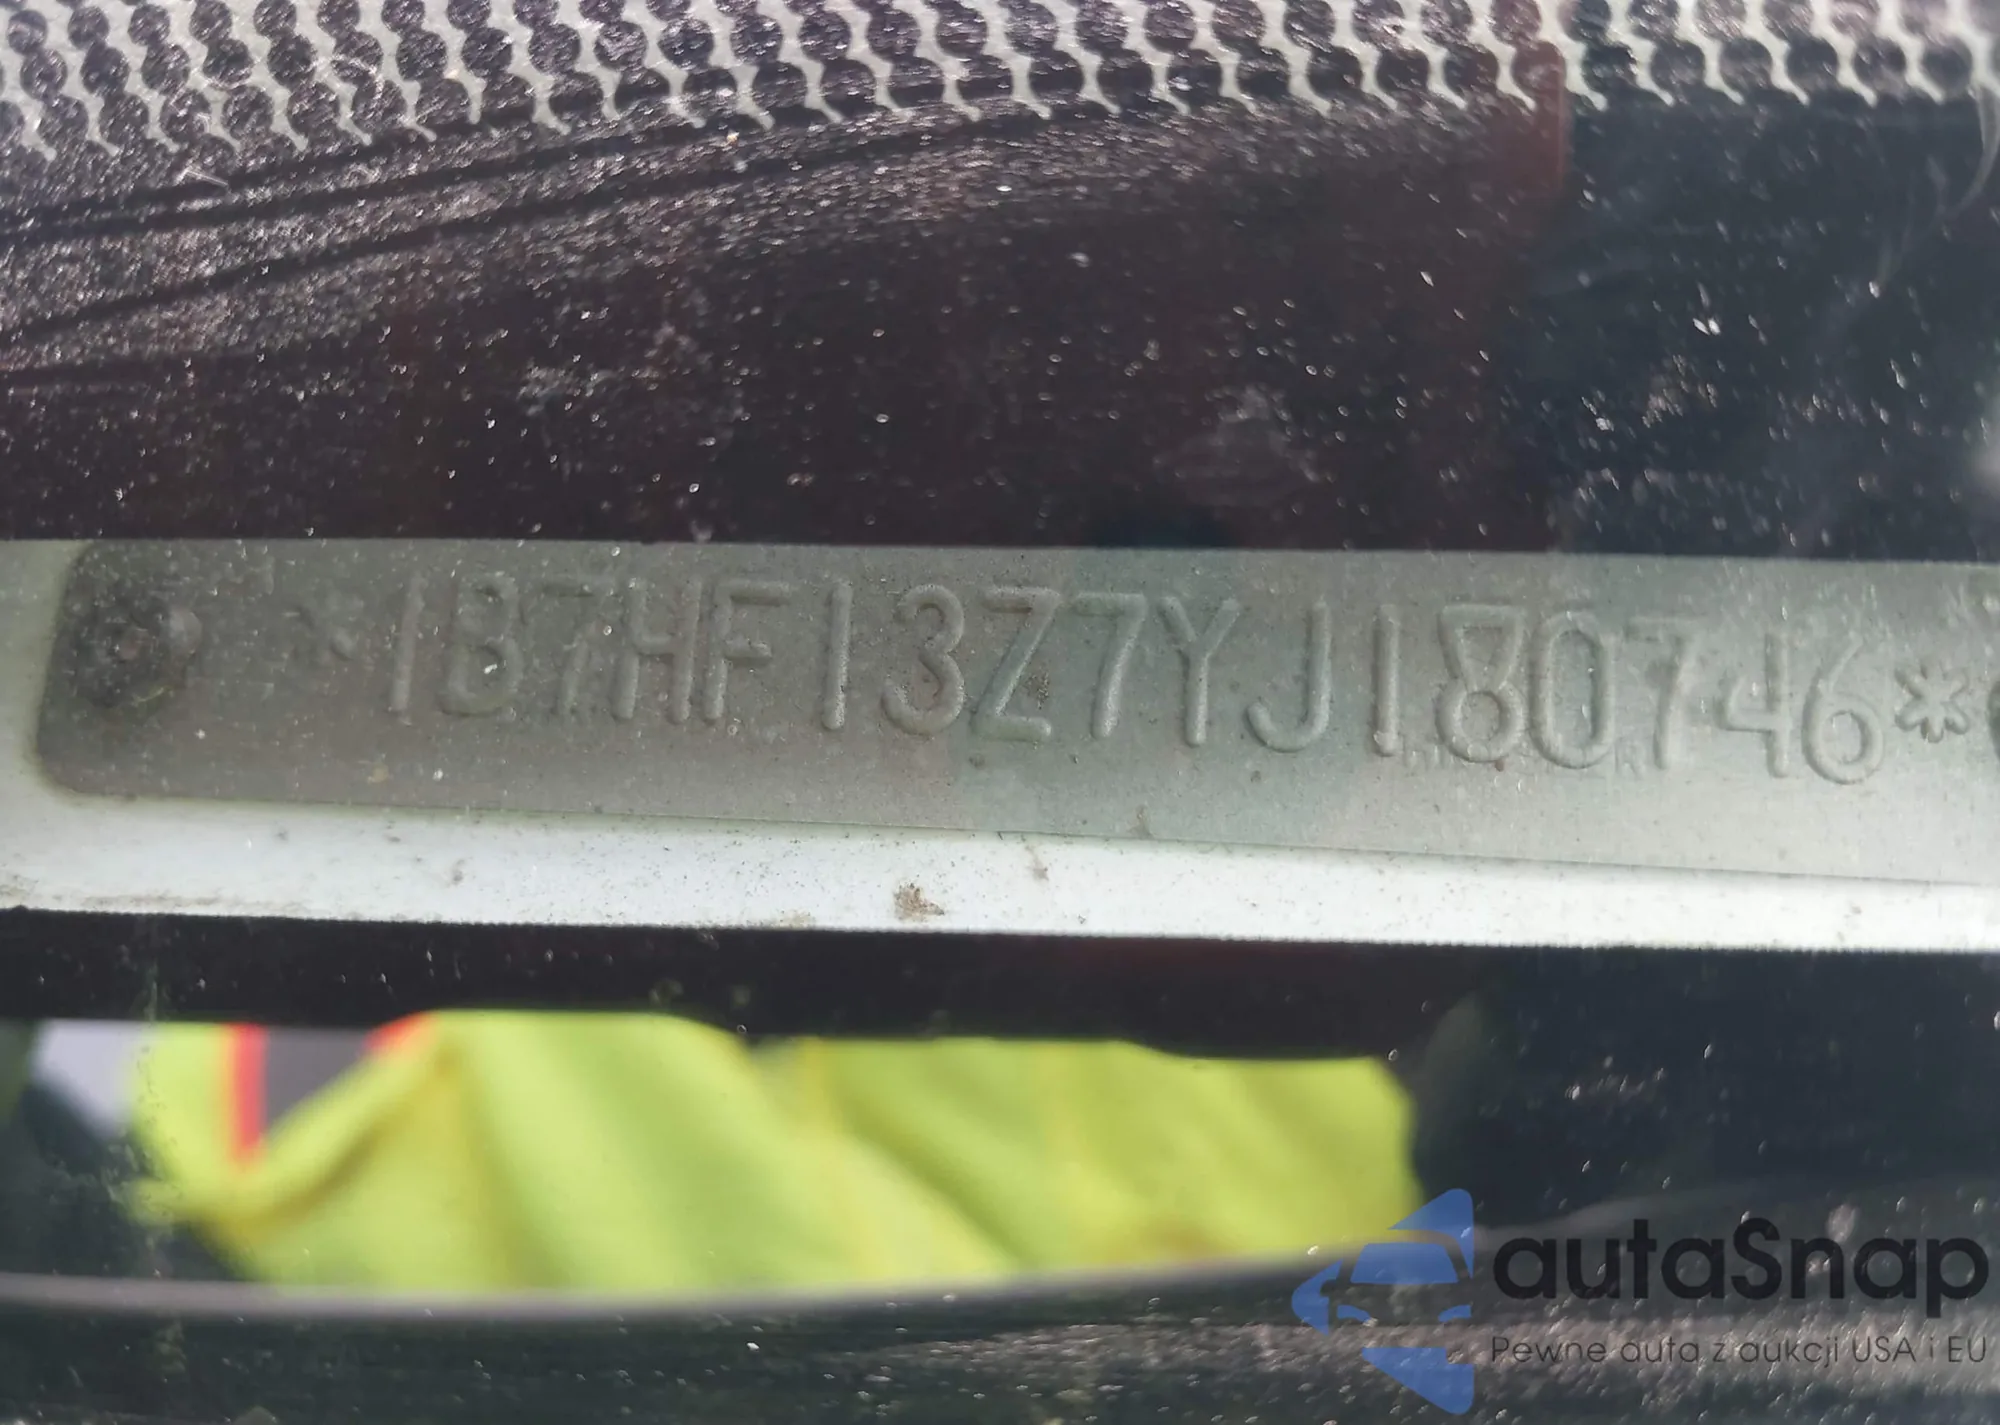 *1B7HF13Z7YJ180746*
autaSnap
Pewne auta z aukcji USA i EU